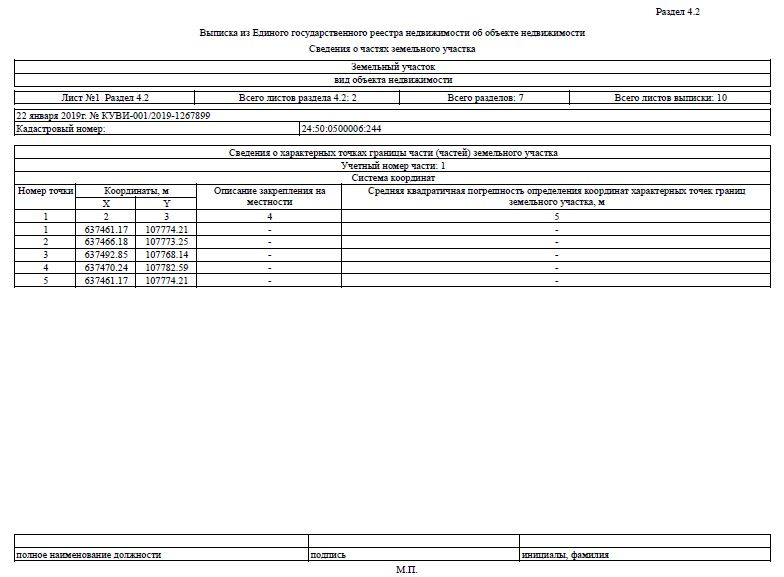 Раздел 4.2
Выписка из Единого государственного реестра недвижимости об объекте недвижимости
Сведения о частях земельного участка
Земельный участок
вид объекта недвижимости
Лист №1 Раздел 4.2 Всего листов раздела 4.2: 2 Всего разделов: 7 Всего листов выписки: 10
22 января 2019г. № КУВИ-001/2019-1267899
Кадастровый номер: 24:50:0500006:244
Сведения о характерных точках границы части (частей) земельного участка
Учетный номер части: 1
Система координат
Номер точки Координаты, м Описание закрепления на местности Средняя квадратичная погрешность определения координат характерных точек границ земельного участка, м
X Y
1 2 3 4 5
1 637461.17 107774.21 - -
2 637466.18 107773.25 - -
3 637492.85 107768.14 - -
4 637470.24 107782.59 - -
5 637461.17 107774.21 - -
полное наименование должности подпись инициалы, фамилия
М.П.